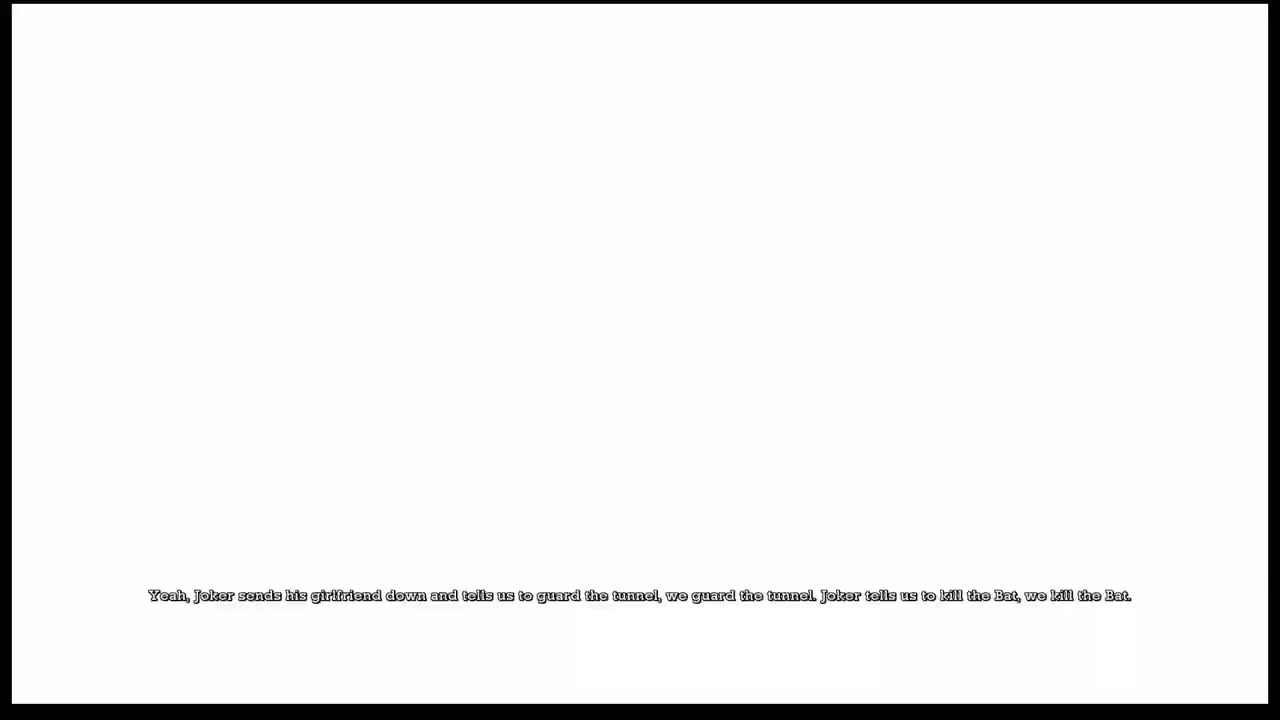 Yeah, Joker sends his girlfriend down and tells us to guard the tunnel, we guard the tunnel. Joker tells us to kill the Bat, we kill the Bat.